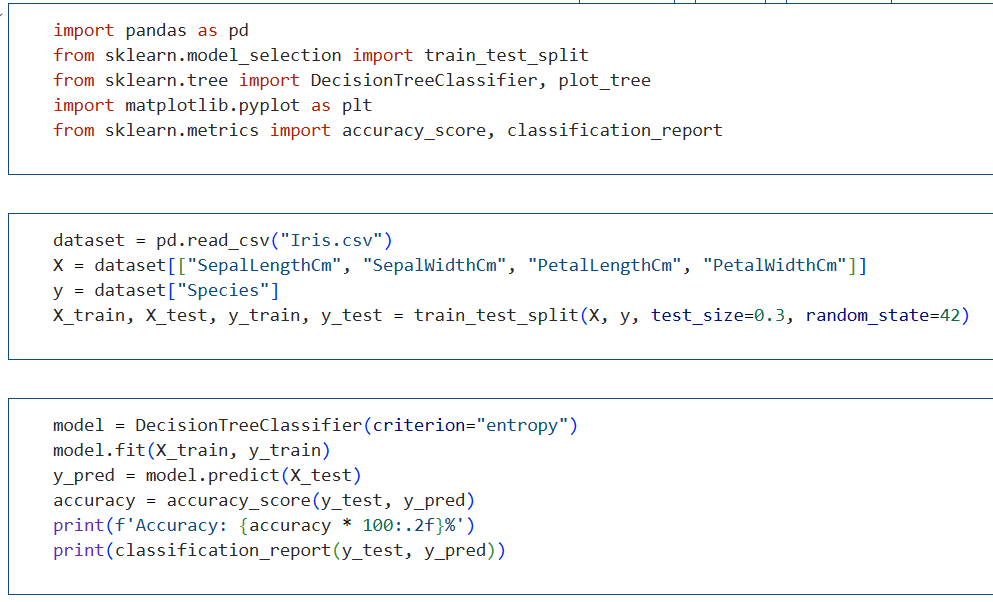 import pandas as pd
from sklearn.model_selection import train_test_split
from sklearn.tree import DecisionTreeClassifier, plot_tree
import matplotlib.pyplot as plt
from sklearn.metrics import accuracy_score, classification_report
dataset = pd.read_csv("Iris.csv")
X = dataset[["SepalLengthCm", "SepalWidthCm", "PetalLengthCm", "PetalWidthCm"]]
y = dataset["Species"]
X_train, X_test, y_train, y_test = train_test_split(X, y, test_size=0.3, random_state=42)
model = DecisionTreeClassifier(criterion="entropy")
model.fit(X_train, y_train)
y_pred = model.predict(X_test)
accuracy = accuracy_score(y_test, y_pred)
print(f'Accuracy: {accuracy * 100:.2f}%')
print(classification_report(y_test, y_pred))